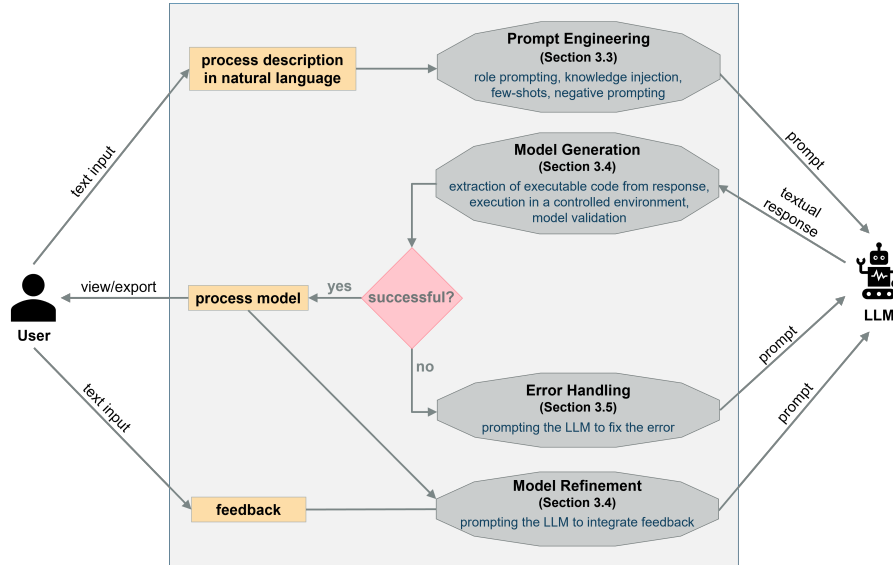 process description
in natural language
Prompt Engineering
(Section 3.3)
role prompting, knowledge injection,
few-shots, negative prompting
text input
prompt
Model Generation
(Section 3.4)
extraction of executable code from response,
execution in a controlled environment,
model validation
textual
response
view/export
process model
yes
successful?
User
LLM
no
prompt
text input
Error Handling
(Section 3.5)
prompting the LLM to fix the error
prompt
feedback
Model Refinement
(Section 3.4)
prompting the LLM to integrate feedback